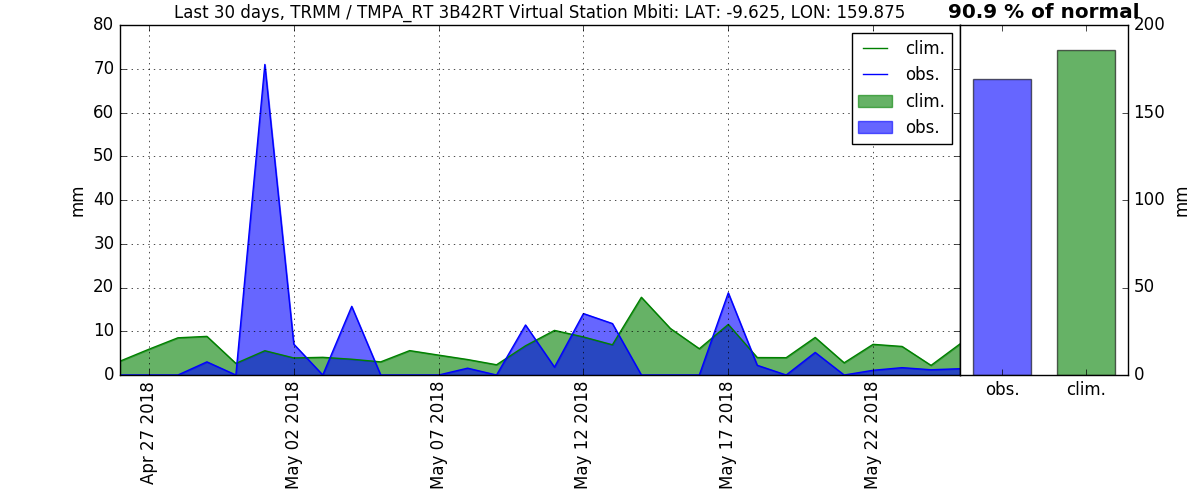 Last 30 days, TRMM / TMPA_RT 3B42RT Virtual Station Mbiti: LAT: -9.625, LON: 159.875
90.9 % of normal
80
70
60
50
40
30
20
10
0
mm
clim.
obs.
clim.
obs.
Apr 27 2018
May 02 2018
May 07 2018
May 12 2018
May 17 2018
May 22 2018
200
150
100
50
0
mm
obs.
clim.